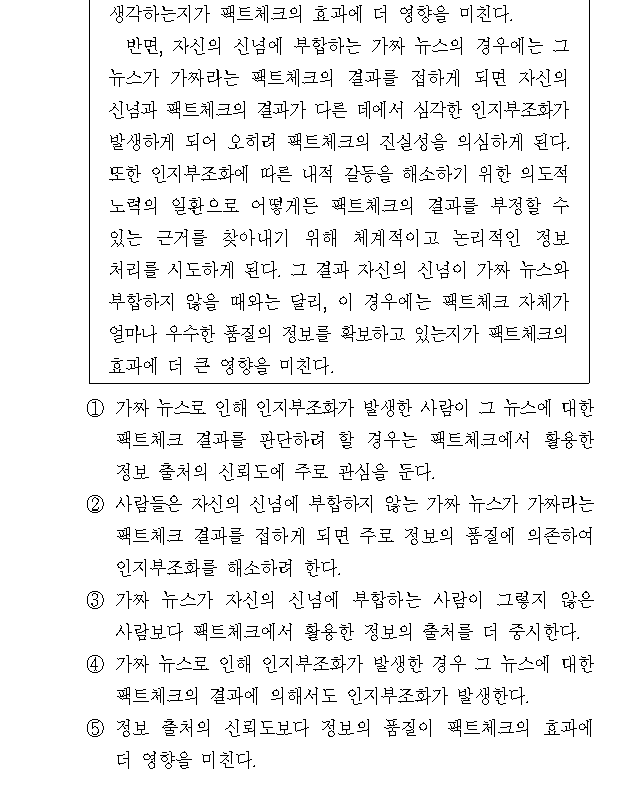 생각하는지가 팩트체크의 효과에 더 영향을 미친다.
반면, 자신의 신념에 부합하는 가짜 뉴스의 경우에는 그
뉴스가 가짜라는 팩트체크의 결과를 접하게 되면 자신의
신념과 팩트체크의 결과가 다른 데에서 심각한 인지부조화가
발생하게 되어 오히려 팩트체크의 진실성을 의심하게 된다.
또한 인지부조화에 따른 내적 갈등을 해소하기 위한 의도적
노력의 일환으로 어떻게든 팩트체크의 결과를 부정할 수
있는 근거를 찾아내기 위해 체계적이고 논리적인 정보
처리를 시도하게 된다. 그 결과 자신의 신념이 가짜 뉴스와
부합하지 않을 때와는 달리, 이 경우에는 팩트체크 자체가
얼마나 우수한 품질의 정보를 확보하고 있는지가 팩트체크의
효과에 더 큰 영향을 미친다.
① 가짜 뉴스로 인해 인지부조화가 발생한 사람이 그 뉴스에 대한
팩트체크 결과를 판단하려 할 경우는 팩트체크에서 활용한
정보 출처의 신뢰도에 주로 관심을 둔다.
② 사람들은 자신의 신념에 부합하지 않는 가짜 뉴스가 가짜라는
팩트체크 결과를 접하게 되면 주로 정보의 품질에 의존하여
인지부조화를 해소하려 한다.
③ 가짜 뉴스가 자신의 신념에 부합하는 사람이 그렇지 않은
사람보다 팩트체크에서 활용한 정보의 출처를 더 중시한다.
④ 가짜 뉴스로 인해 인지부조화가 발생한 경우 그 뉴스에 대한
팩트체크의 결과에 의해서도 인지부조화가 발생한다.
⑤ 정보 출처의 신뢰도보다 정보의 품질이 팩트체크의 효과에
더 영향을 미친다.